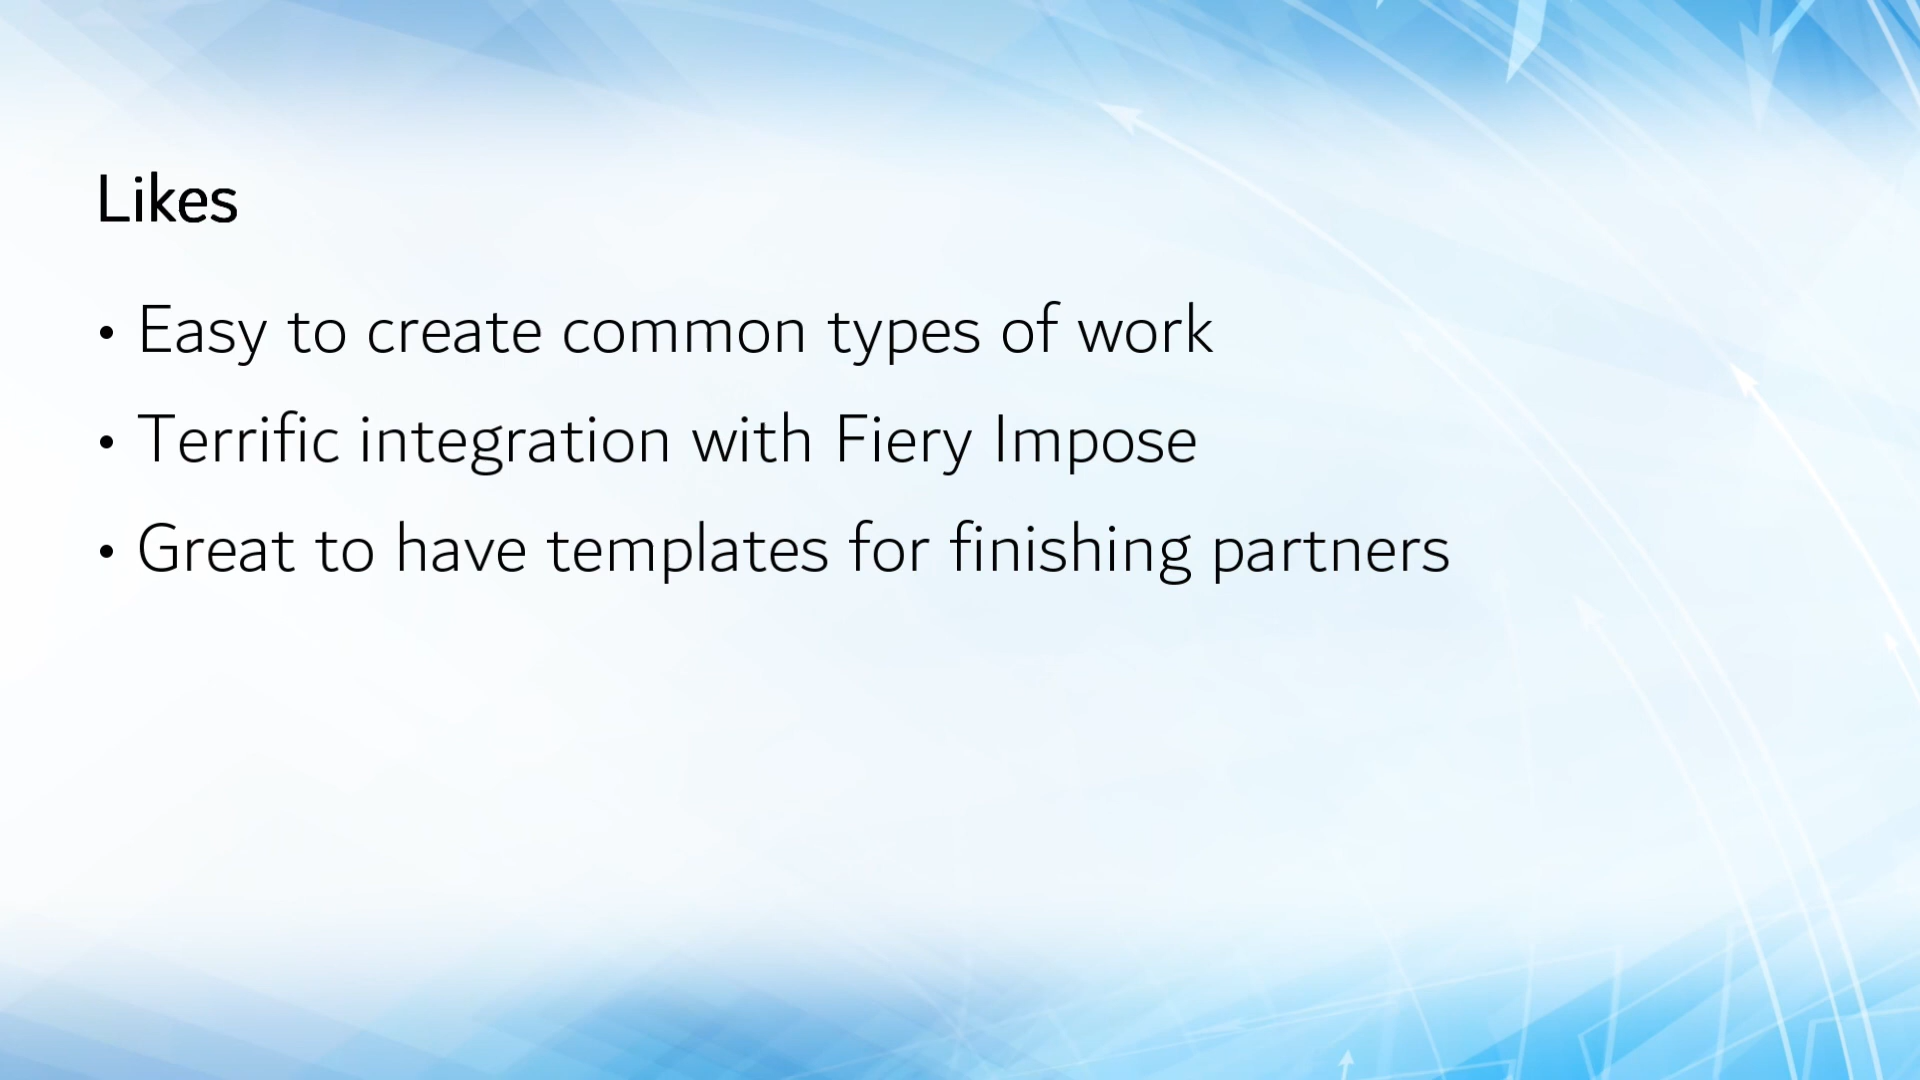 Likes
• Easy to create common types of work
• Terrific integration with Fiery Impose
• Great to have templates for finishing partners